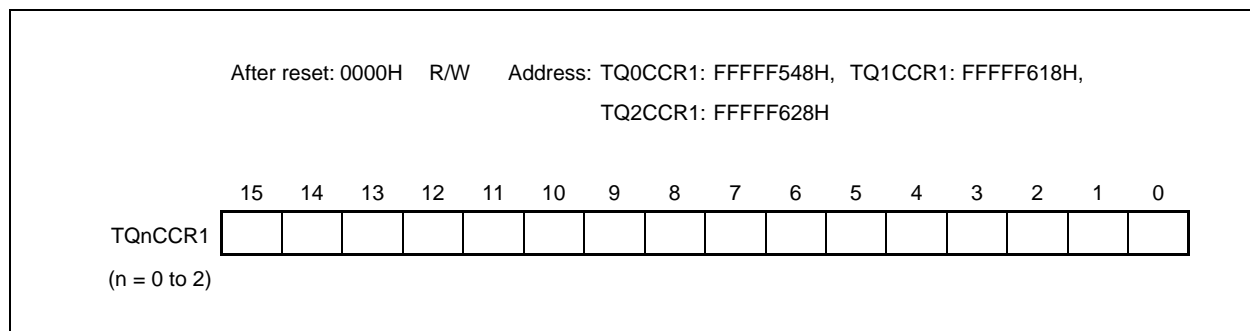 After reset: 0000H R/W Address: TQ0CCR1: FFFFF548H, TQ1CCR1: FFFFF618H,
TQ2CCR1: FFFFF628H
15 14 13 12 11 10 9 8 7 6 5 4 3 2 1 0
TQnCCR1
(n = 0 to 2)